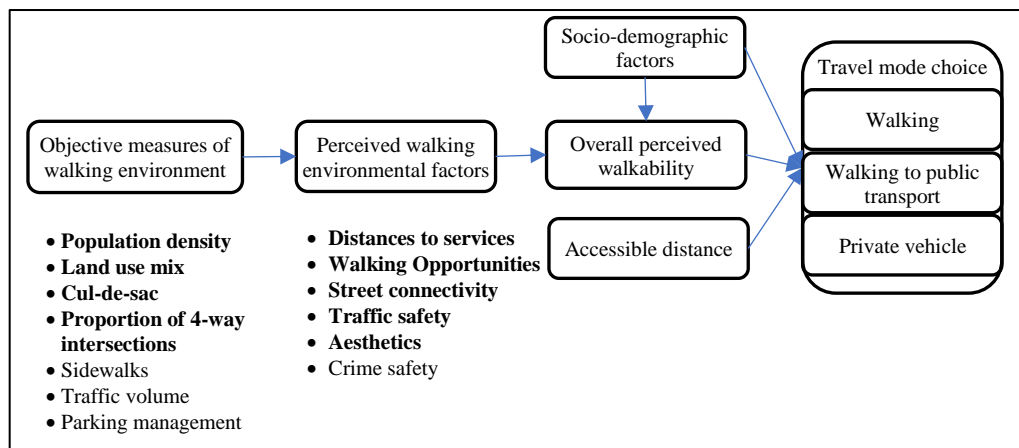 Socio-demographic
factors
Travel mode choice
Walking
Objective measures of
walking environment
Perceived walking
environmental factors
Overall perceived
walkability
Walking to public
transport
Accessible distance
Private vehicle
• Population density
• Land use mix
• Cul-de-sac
• Proportion of 4-way
intersections
• Sidewalks
• Traffic volume
• Parking management
• Distances to services
• Walking Opportunities
• Street connectivity
• Traffic safety
• Aesthetics
• Crime safety